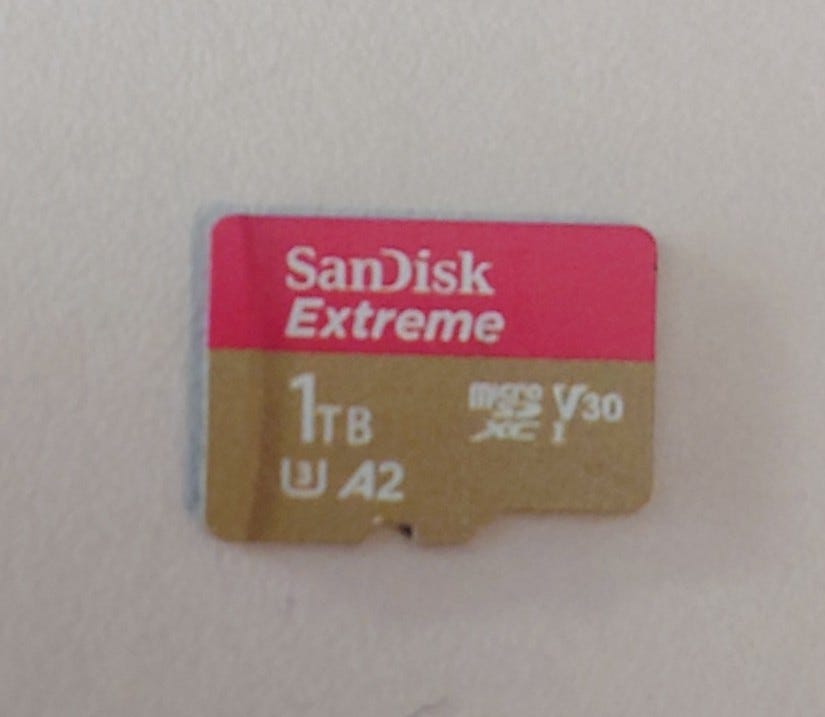 SanDisk
Extreme
1TB
micro
SD
XC I
V30
U3 A2